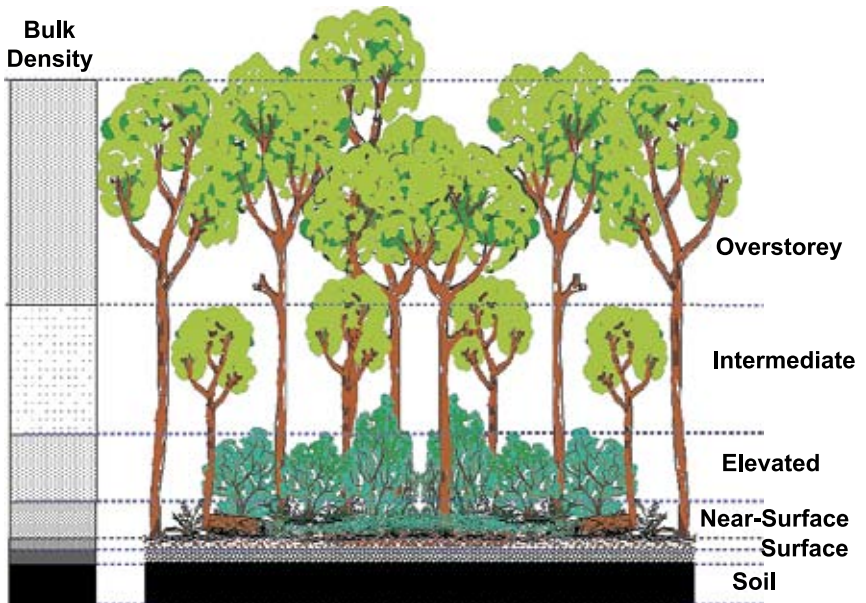 Bulk
Density
Overstorey
Intermediate
Elevated
Near-Surface
Surface
Soil